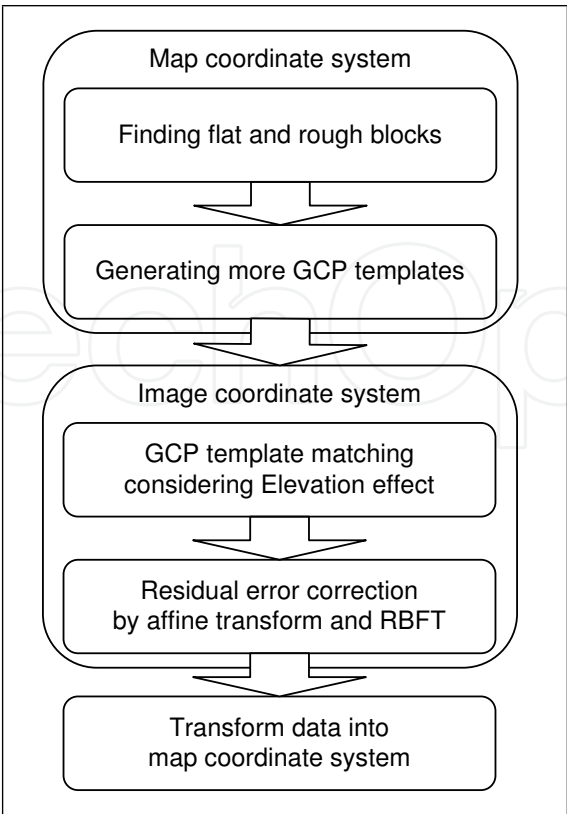 Map coordinate system
Finding flat and rough blocks
Generating more GCP templates
Image coordinate system
GCP template matching
considering Elevation effect
Residual error correction
by affine transform and RBFT
Transform data into
map coordinate system